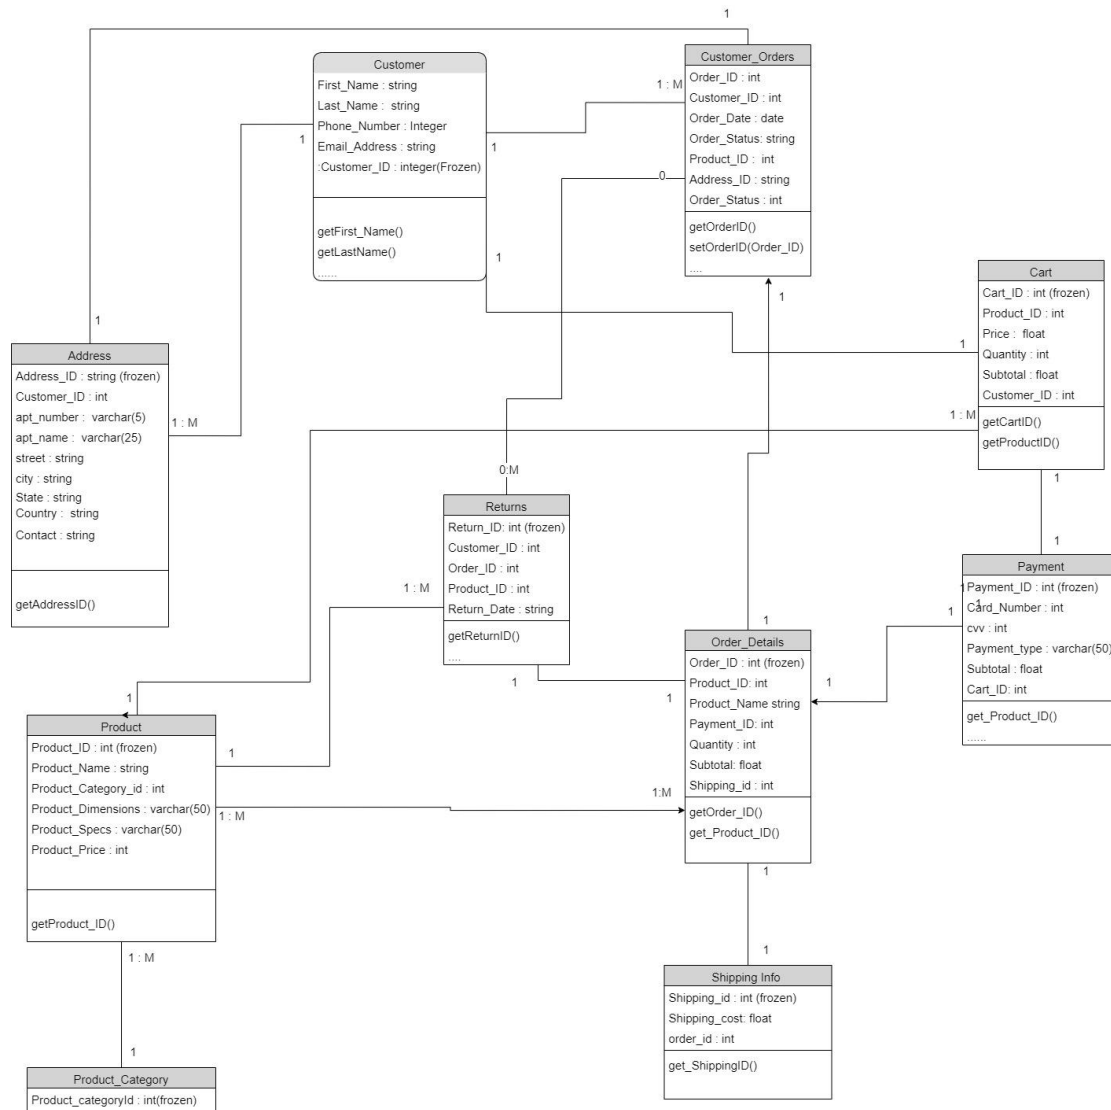 1
Customer_Orders
Order_ID : int
Customer_ID : int
Order_Date : date
Order_Status: string
Product_ID : int
Address_ID : string
Order_Status : int
getOrderID()
setOrderID(Order_ID)
....
Customer
First_Name : string
Last_Name : string
Phone_Number : Integer
Email_Address : string
:Customer_ID : integer(Frozen)
getFirst_Name()
getLastName()
......
1 : M
1
1
1
0
1
1
Cart
Cart_ID : int (frozen)
Product_ID : int
Price : float
Quantity : int
Subtotal : float
Customer_ID : int
getCartID()
getProductID()
1
1 : M
1
1
Address
Address_ID : string (frozen)
Customer_ID : int
apt_number : varchar(5)
apt_name : varchar(25)
street : string
city : string
State : string
Country : string
Contact : string
getAddressID()
1 : M
0:M
Returns
Return_ID: int (frozen)
Customer_ID : int
Order_ID : int
Product_ID : int
Return_Date : string
getReturnID()
....
1 : M
1
1
Payment
Payment_ID : int (frozen)
Card_Number : int
cvv : int
Payment_type : varchar(50)
Subtotal : float
Cart_ID: int
get_Product_ID()
......
1
1
1
1
1
1
Order_Details
Order_ID : int (frozen)
Product_ID: int
Product_Name string
Payment_ID: int
Quantity : int
Subtotal: float
Shipping_id : int
getOrder_ID()
get_Product_ID()
1
Product
Product_ID : int (frozen)
Product_Name : string
Product_Category_id : int
Product_Dimensions : varchar(50)
Product_Specs : varchar(50)
Product_Price : int
getProduct_ID()
1
1 : M
1:M
1
1
Shipping Info
Shipping_id : int (frozen)
Shipping_cost: float
order_id : int
get_ShippingID()
1 : M
1
Product_Category
Product_categoryId : int(frozen)